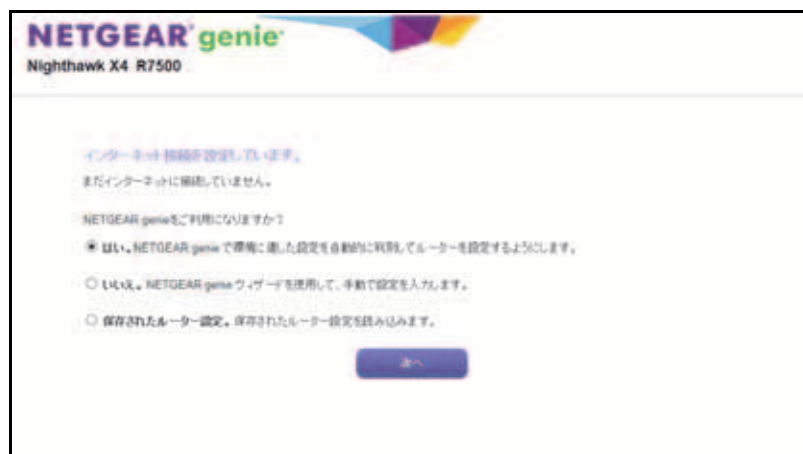 NETGEAR genie
Nighthawk X4 R7500
インターネット接続を設定しています。
まだインターネットに接続していません。
NETGEAR genieをご利用になりますか?
はい。NETGEAR genie で環境に適した設定を自動的に利用してルーターを設定するようにします。
いいえ。NETGEAR genie ウィザードを使用して、手動で設定を入力します。
保存されたルーター設定。保存されたルーター設定を読み込みます。
次へ